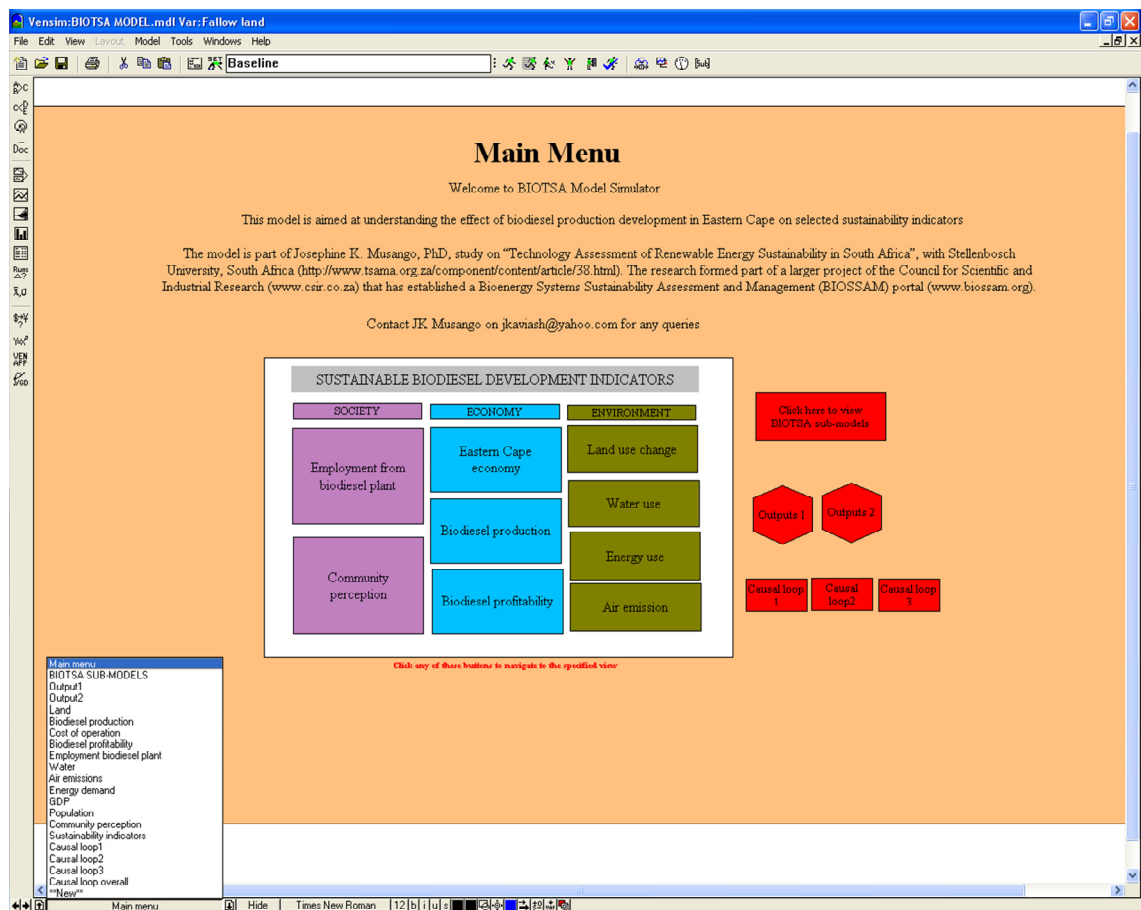 Vensim:BIOTSA MODEL.mdl Var:Fallow land
File Edit View Layout Model Tools Windows Help
Baseline
Main Menu
Welcome to BIOTSA Model Simulator
This model is aimed at understanding the effect of biodiesel production development in Eastern Cape on selected sustainability indicators
The model is part of Josephine K. Musango, PhD, study on “Technology Assessment of Renewable Energy Sustainability in South Africa”, with Stellenbosch
University, South Africa (http://www.tsama.org.za/component/content/article/38.html). The research formed part of a larger project of the Council for Scientific and
Industrial Research (www.csir.co.za) that has established a Bioenergy Systems Sustainability Assessment and Management (BIOSSAM) portal (www.biossam.org).
Contact JK Musango on jkaviash@yahoo.com for any queries
SUSTAINABLE BIODIESEL DEVELOPMENT INDICATORS
SOCIETY
ECONOMY
ENVIRONMENT
Employment from
biodiesel plant
Community
perception
Eastern Cape
economy
Biodiesel production
Biodiesel profitability
Land use change
Water use
Energy use
Air emission
Click here to view
BIOTSA sub-models
Outputs 1
Outputs 2
Causal loop
1
Causal
loop2
Causal loop
3
Click any of these buttons to navigate to the specified view
Main menu
BIOTSA SUB-MODELS
Output1
Output2
Land
Biodiesel production
Cost of operation
Biodiesel profitability
Employment biodiesel plant
Water
Air emissions
Energy demand
GDP
Population
Community perception
Sustainability indicators
Causal loop1
Causal loop2
Causal loop3
Causal loop overall
**New**
Main menu
Hide
Times New Roman
12 b i u s
Doc
Runs
VEN
APP
Sub